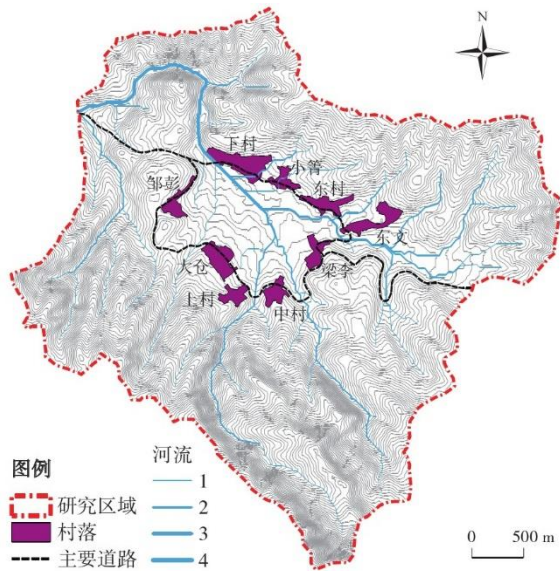 N
下村
小箐
东村
邹彭
东文
大仓
梁李
上村
中村
图例
研究区域
村落
主要道路
河流
1
2
3
4
0 500 m